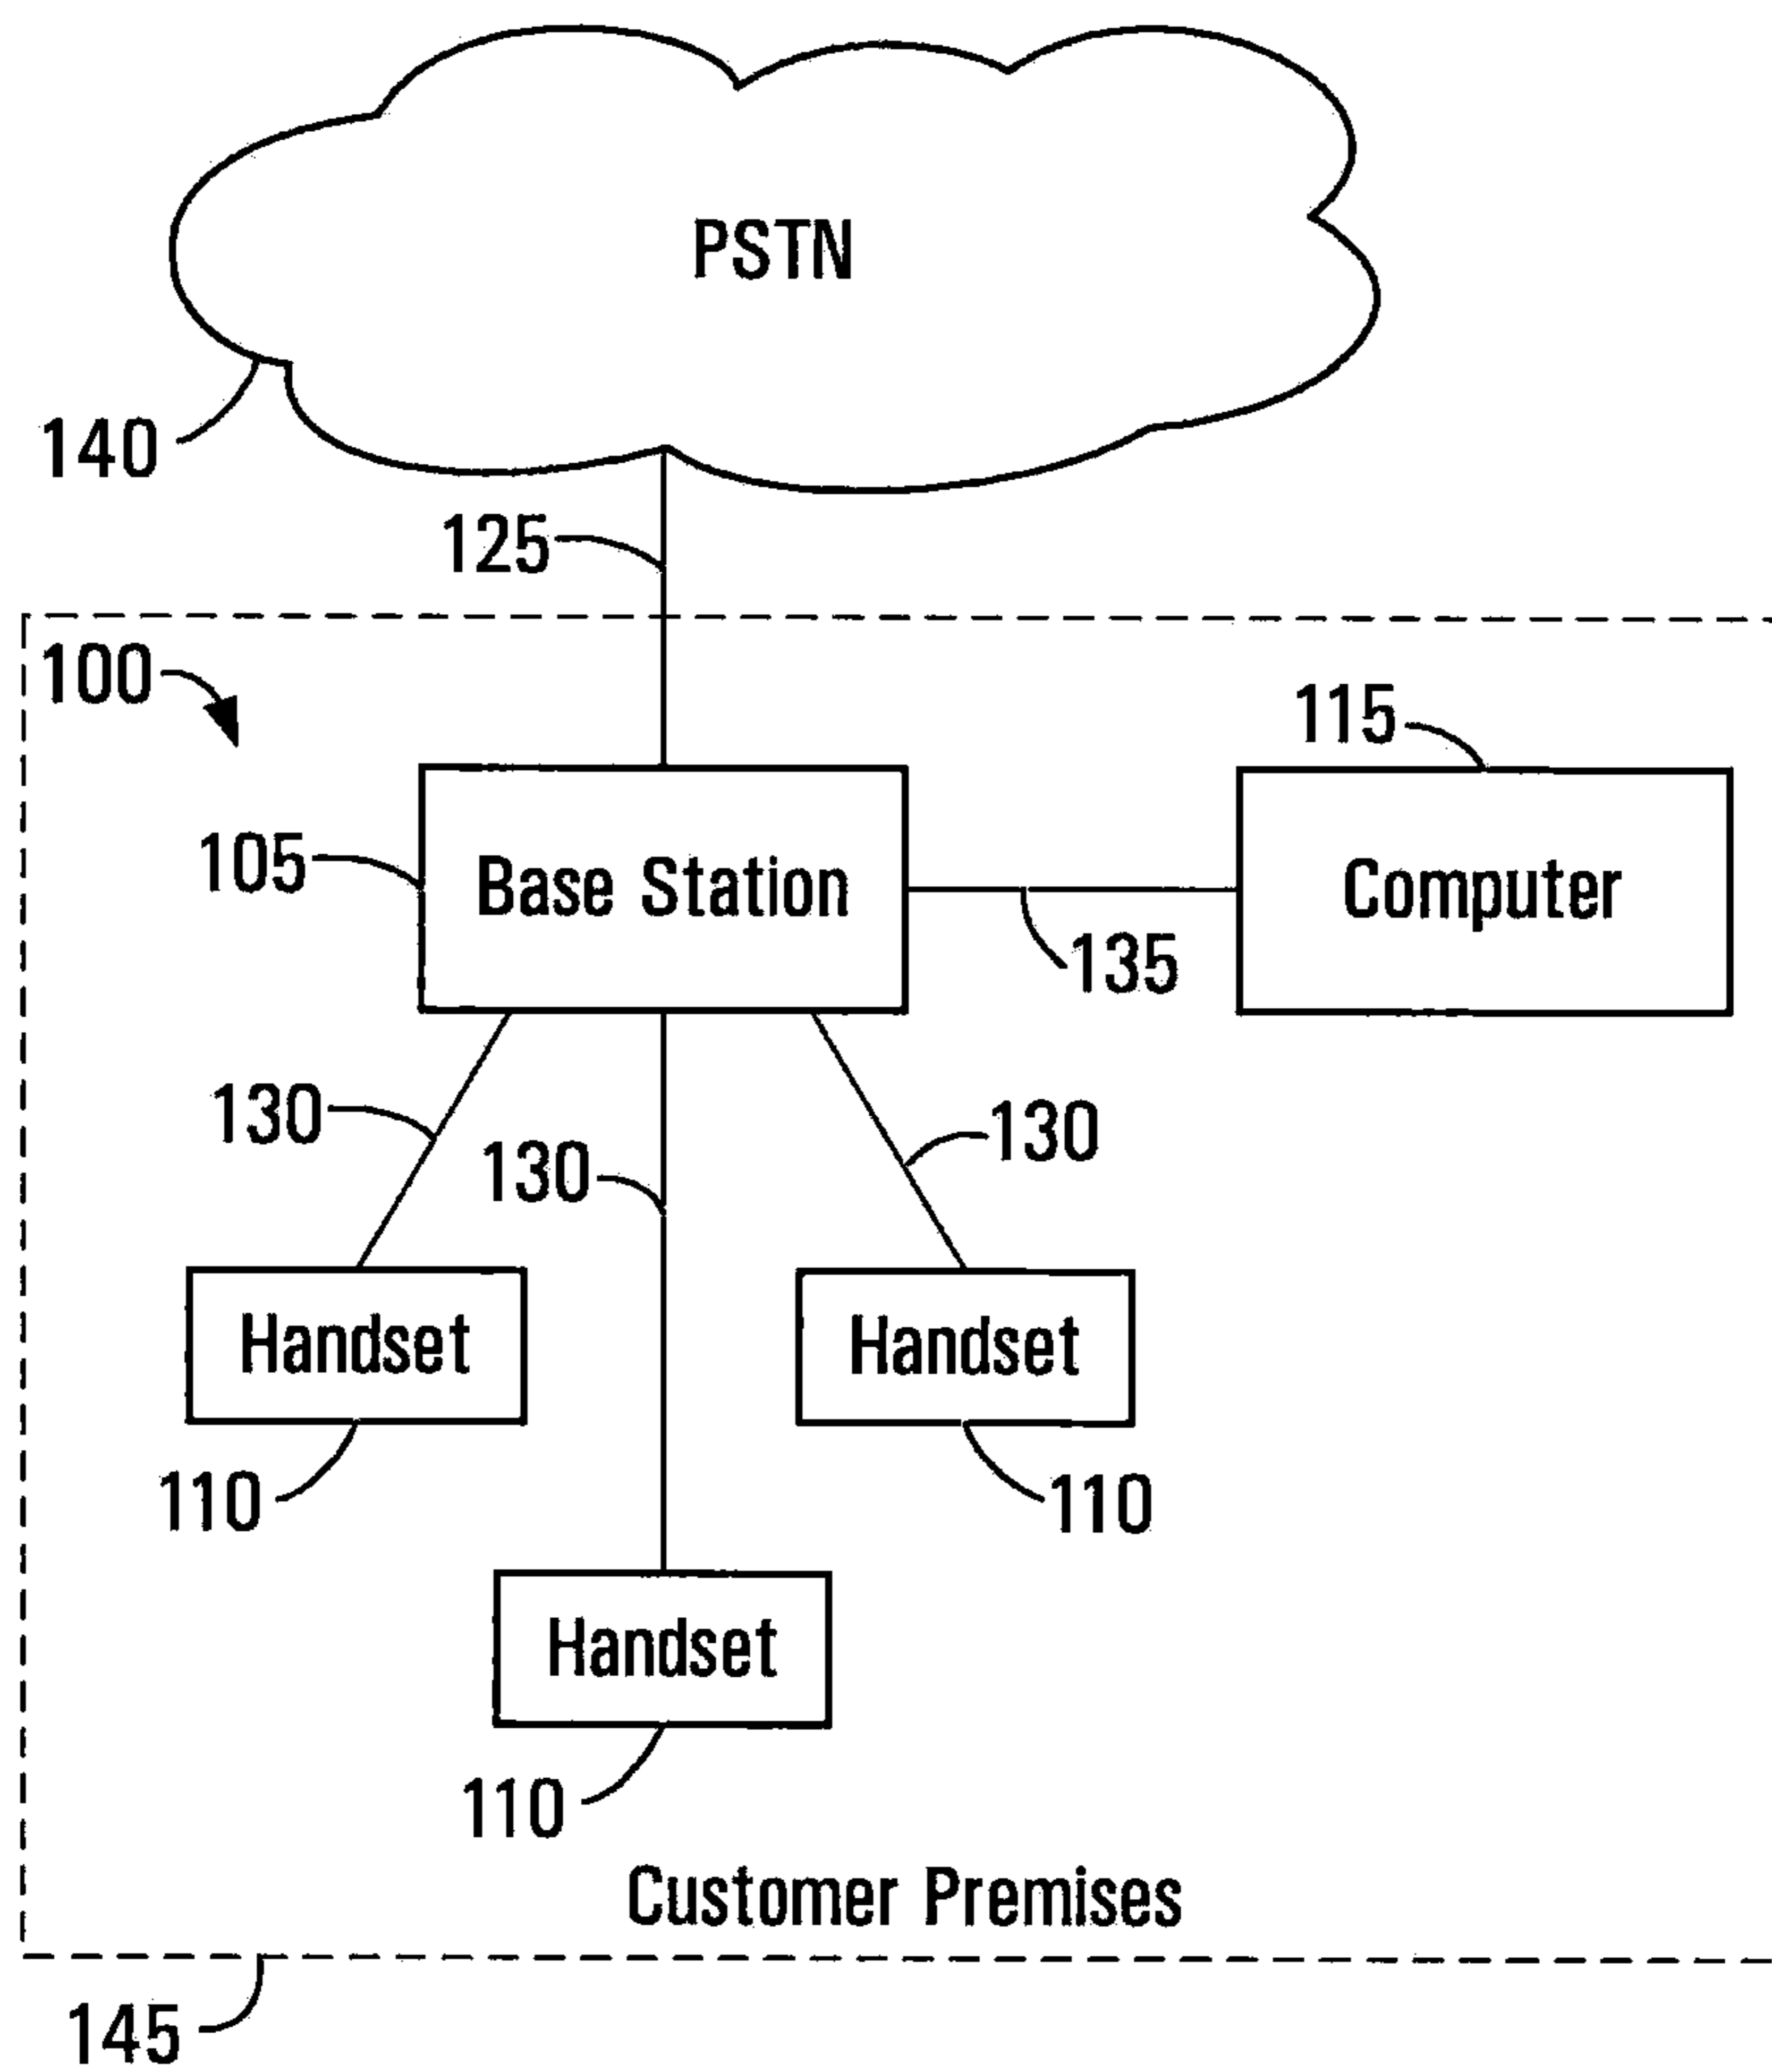 PSTN
140
125
100
115
105
Base Station
Computer
135
130
130
130
Handset
Handset
110
110
Handset
110
Customer Premises
145